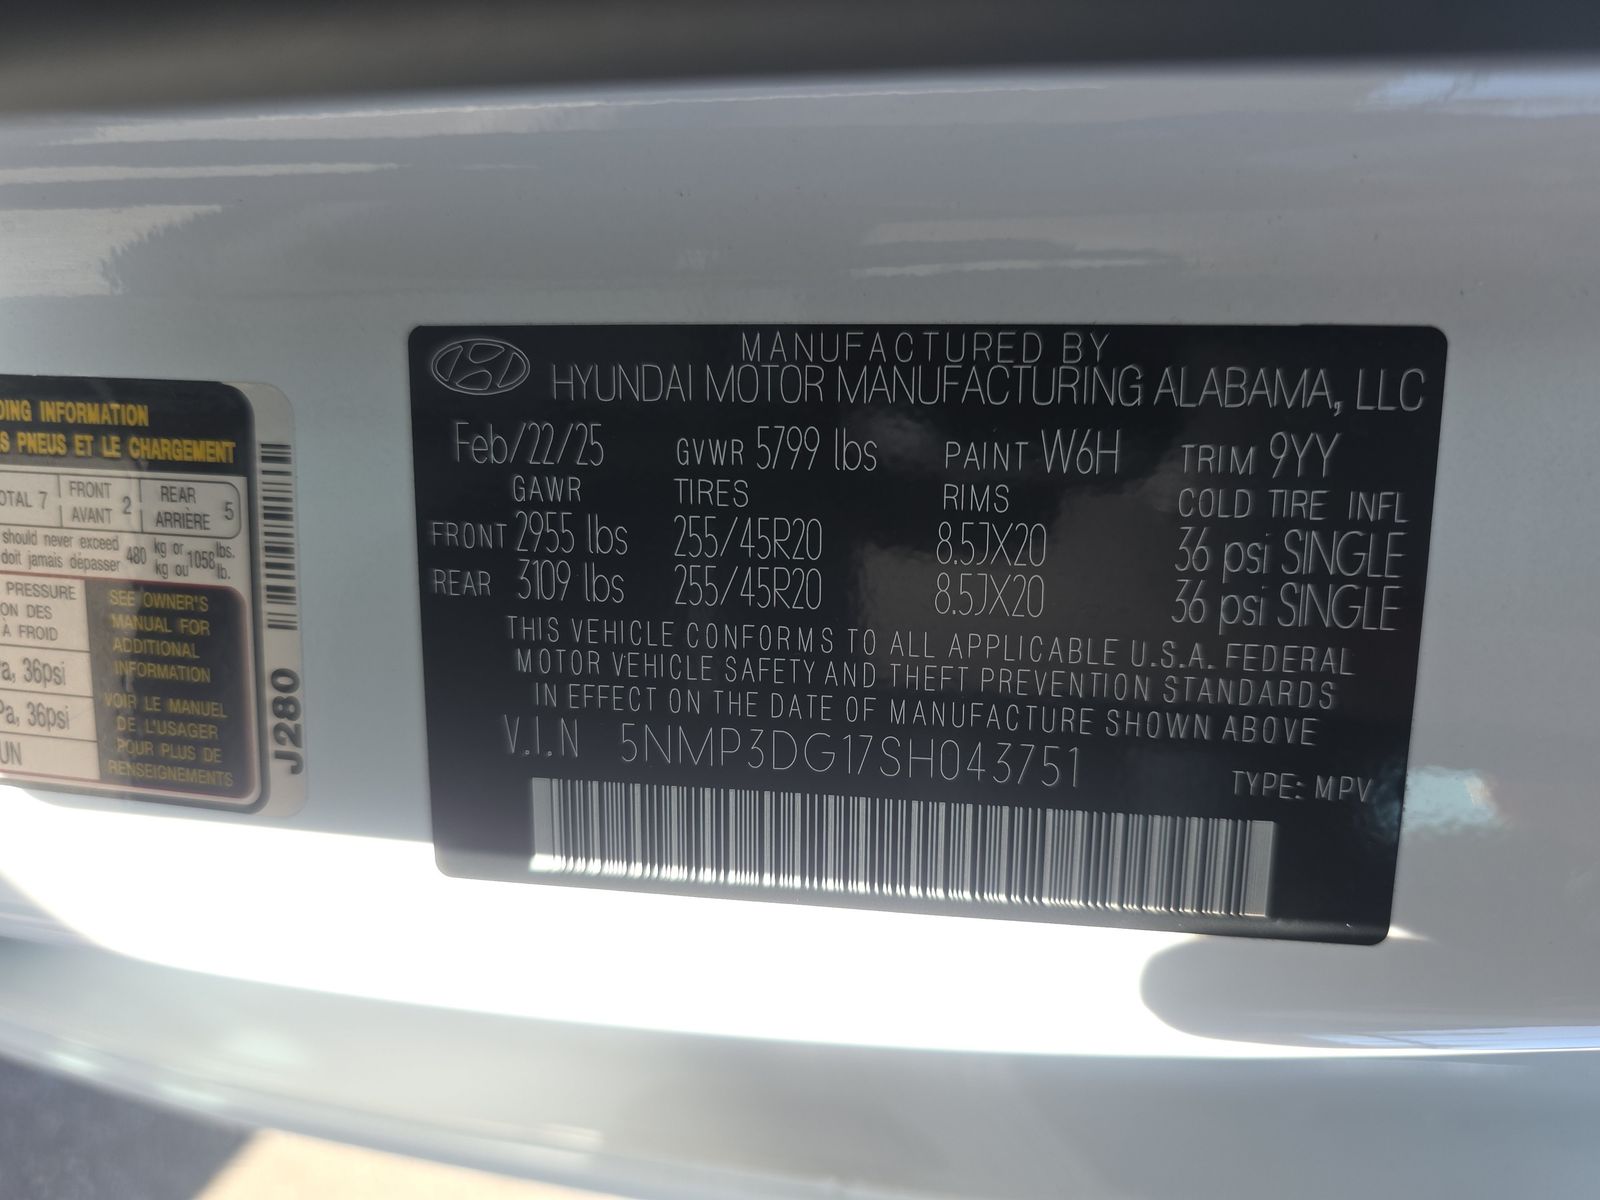 DING INFORMATION
S PNEUS ET LE CHARGEMENT
OTAL 7 FRONT AVANT 2 REAR ARRIÈRE 5
should never exceed 480 kg or 1058 lbs.
doit jamais dépasser kg ou lb.
PRESSURE
ON DES
À FROID
a, 36psi
Pa, 36psi
UN
SEE OWNER'S
MANUAL FOR
ADDITIONAL
INFORMATION
VOIR LE MANUEL
DE L'USAGER
POUR PLUS DE
RENSEIGNEMENTS
J280
MANUFACTURED BY
HYUNDAI MOTOR MANUFACTURING ALABAMA, LLC
Feb/22/25 GVWR 5799 lbs PAINT W6H TRIM 9YY
GAWR TIRES RIMS COLD TIRE INFL
FRONT 2955 lbs 255/45R20 8.5JX20 36 psi SINGLE
REAR 3109 lbs 255/45R20 8.5JX20 36 psi SINGLE
THIS VEHICLE CONFORMS TO ALL APPLICABLE U.S.A. FEDERAL
MOTOR VEHICLE SAFETY AND THEFT PREVENTION STANDARDS
IN EFFECT ON THE DATE OF MANUFACTURE SHOWN ABOVE
V.I.N 5NMP3DG17SH043751
TYPE: MPV